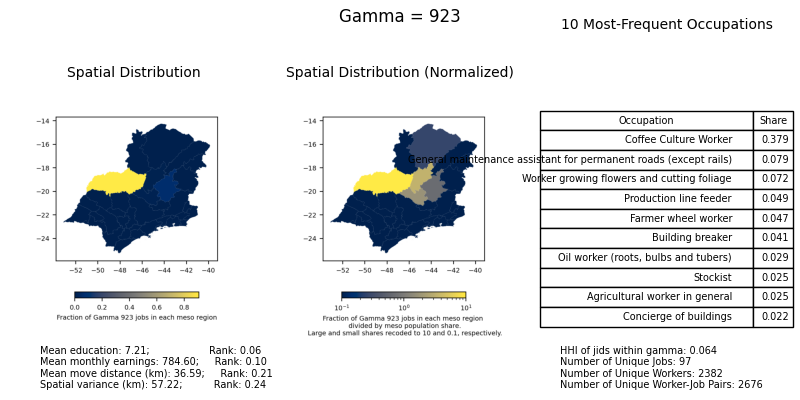 Gamma = 923
10 Most-Frequent Occupations
Spatial Distribution
Spatial Distribution (Normalized)
−14
−16
−18
−20
−22
−24
−52 −50 −48 −46 −44 −42 −40
0.0 0.2 0.4 0.6 0.8
Fraction of Gamma 923 jobs in each meso region
−14
−16
−18
−20
−22
−24
−52 −50 −48 −46 −44 −42 −40
10⁻¹ 10⁰ 10¹
Fraction of Gamma 923 jobs in each meso region
divided by meso population share.
Large and small shares recoded to 10 and 0.1, respectively.
Occupation Share
Coffee Culture Worker 0.379
General maintenance assistant for permanent roads (except rails) 0.079
Worker growing flowers and cutting foliage 0.072
Production line feeder 0.049
Farmer wheel worker 0.047
Building breaker 0.041
Oil worker (roots, bulbs and tubers) 0.029
Stockist 0.025
Agricultural worker in general 0.025
Concierge of buildings 0.022
Mean education: 7.21; Rank: 0.06
Mean monthly earnings: 784.60; Rank: 0.10
Mean move distance (km): 36.59; Rank: 0.21
Spatial variance (km): 57.22; Rank: 0.24
HHI of jids within gamma: 0.064
Number of Unique Jobs: 97
Number of Unique Workers: 2382
Number of Unique Worker-Job Pairs: 2676